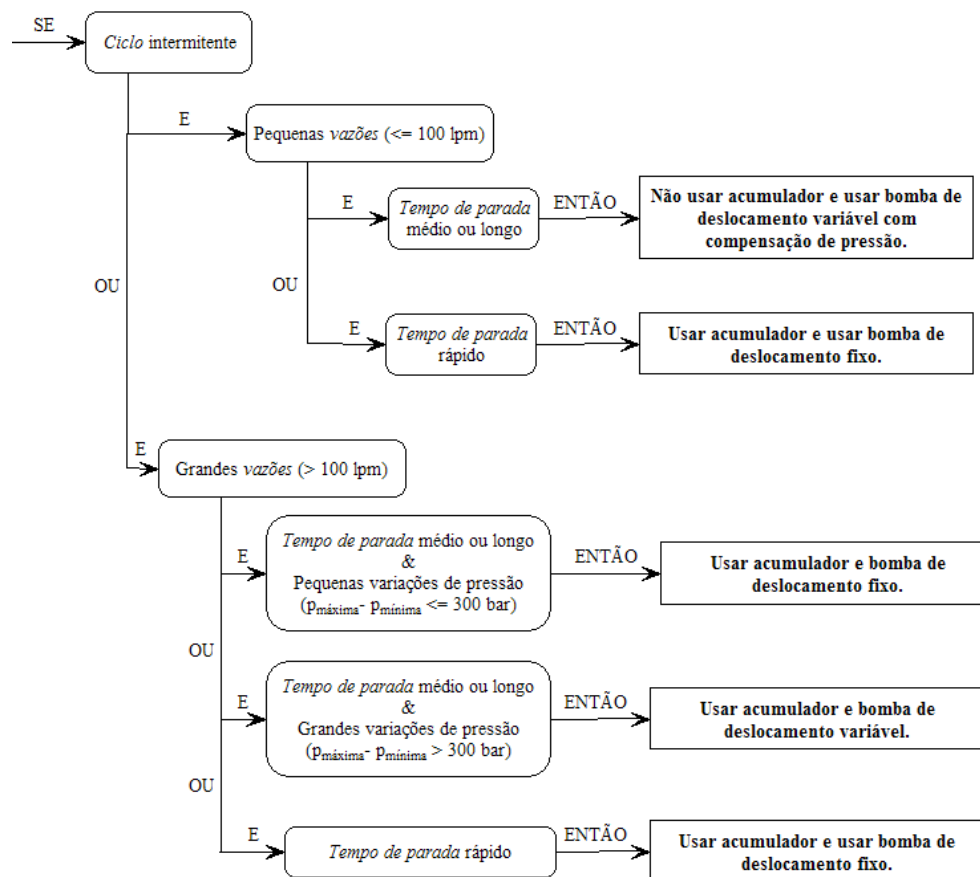 SE
Ciclo intermitente
E
Pequenas vazões (<= 100 lpm)
E
Tempo de parada
médio ou longo
ENTÃO
Não usar acumulador e usar bomba de
deslocamento variável com
compensação de pressão.
OU
OU
E
Tempo de parada
rápido
ENTÃO
Usar acumulador e usar bomba de
deslocamento fixo.
E
Grandes vazões (> 100 lpm)
E
Tempo de parada médio ou longo
&
Pequenas variações de pressão
(pmáxima- pmínima <= 300 bar)
ENTÃO
Usar acumulador e bomba de
deslocamento fixo.
OU
E
Tempo de parada médio ou longo
&
Grandes variações de pressão
(pmáxima- pmínima > 300 bar)
ENTÃO
Usar acumulador e bomba de
deslocamento variável.
OU
E
Tempo de parada rápido
ENTÃO
Usar acumulador e usar bomba de
deslocamento fixo.